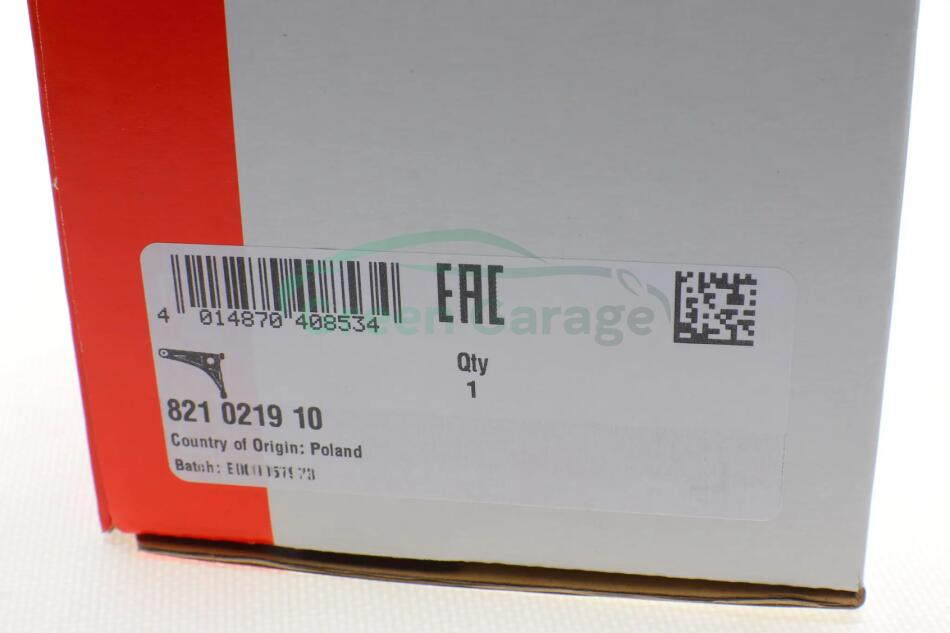 4 014870 408534
EAC
Green Garage
Qty
1
821 0219 10
Country of Origin: Poland
Batch: